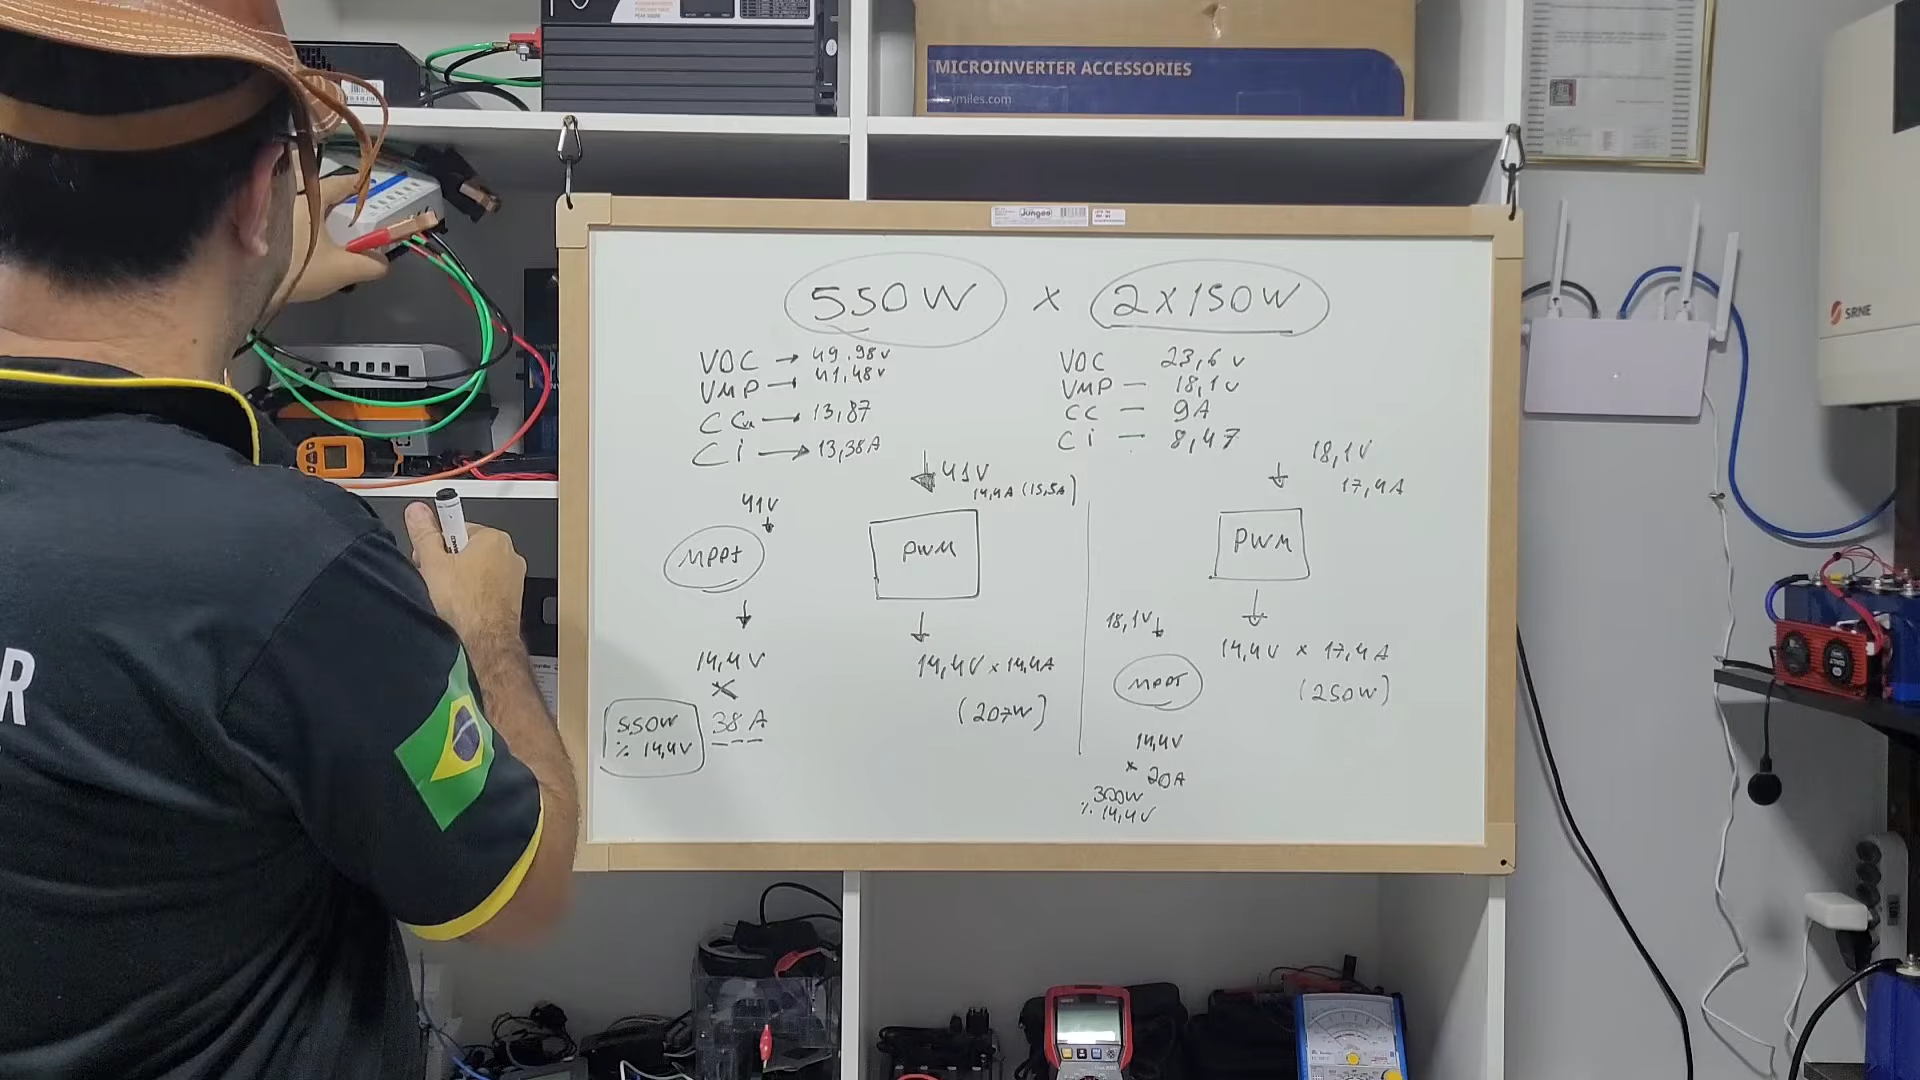 MICROINVERTER ACCESSORIES
Junges
SRNE
550W x 2x150W
VOC → 49.98v
VMP → 41,48v
CC → 13,87
Ci → 13,38A
VOC 23,6 v
VMP — 18,1v
CC — 9A
Ci — 8,47
41V
14,4A (15,5A)
18,1V
17,4A
41V
MPPT
PWM
PWM
14,4V
x
38A
550W
% 14,4V
14,4V x 14,4A
(207W)
18,1V
MPPT
14,4V
x 20A
300W
% 14,4V
14,4V x 17,4A
(250W)
R